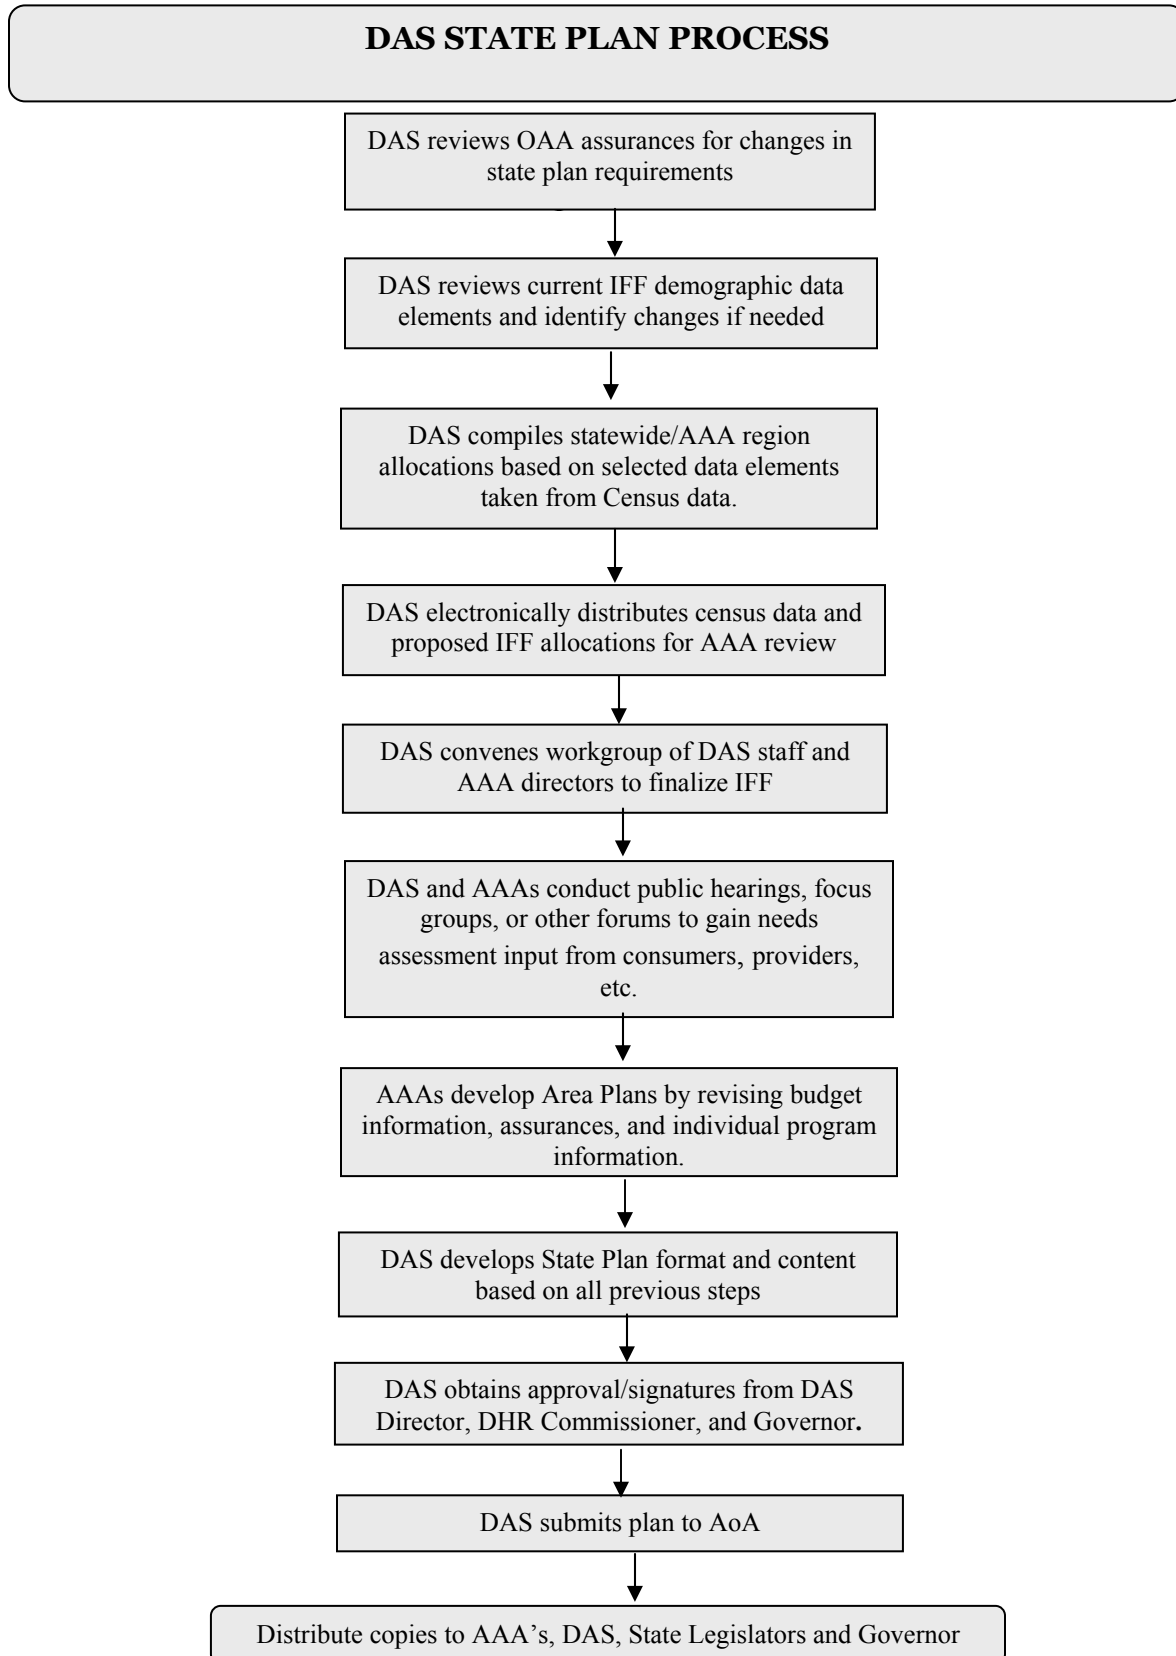 DAS STATE PLAN PROCESS
DAS reviews OAA assurances for changes in
state plan requirements
DAS reviews current IFF demographic data
elements and identify changes if needed
DAS compiles statewide/AAA region
allocations based on selected data elements
taken from Census data.
DAS electronically distributes census data and
proposed IFF allocations for AAA review
DAS convenes workgroup of DAS staff and
AAA directors to finalize IFF
DAS and AAAs conduct public hearings, focus
groups, or other forums to gain needs
assessment input from consumers, providers,
etc.
AAAs develop Area Plans by revising budget
information, assurances, and individual program
information.
DAS develops State Plan format and content
based on all previous steps
DAS obtains approval/signatures from DAS
Director, DHR Commissioner, and Governor.
DAS submits plan to AoA
Distribute copies to AAA’s, DAS, State Legislators and Governor